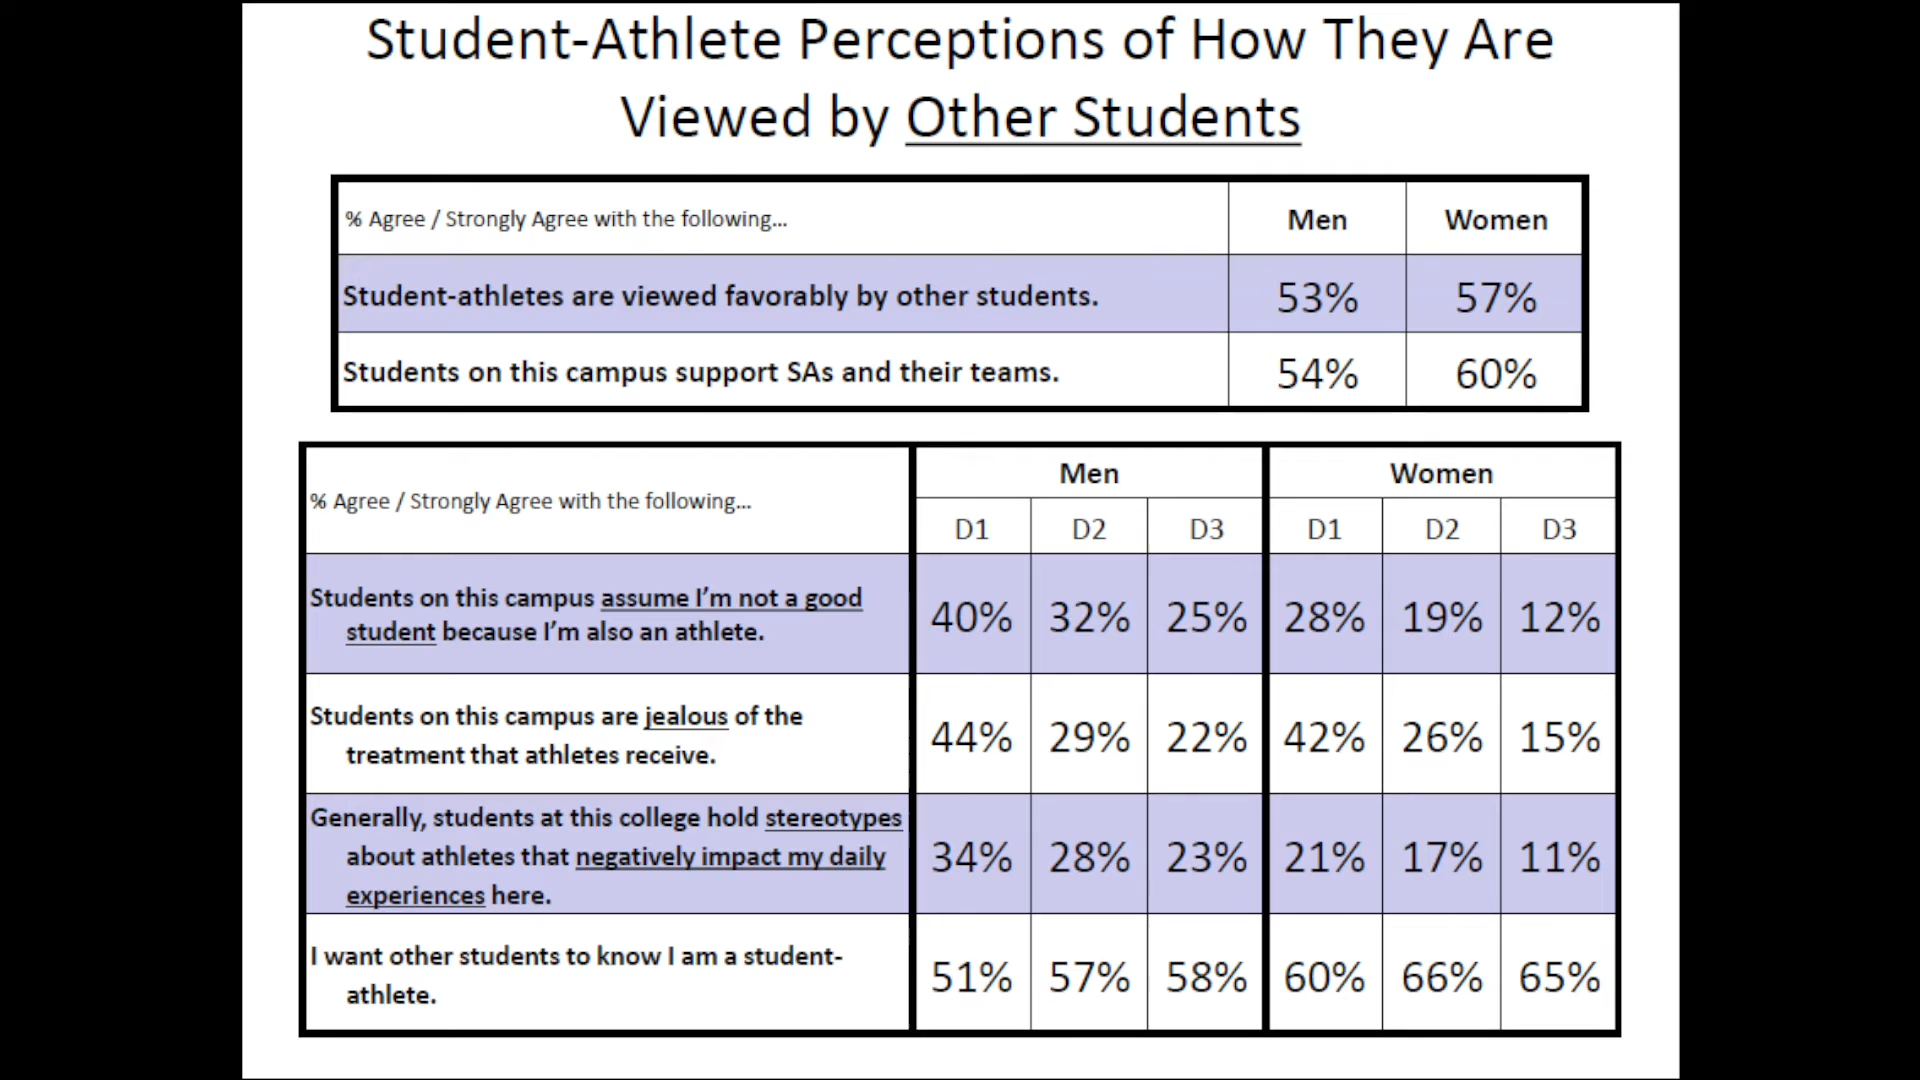 Student-Athlete Perceptions of How They Are
Viewed by Other Students
% Agree / Strongly Agree with the following... Men Women
Student-athletes are viewed favorably by other students. 53% 57%
Students on this campus support SAs and their teams. 54% 60%
% Agree / Strongly Agree with the following...
Men Women
D1 D2 D3 D1 D2 D3
Students on this campus assume I’m not a good
student because I’m also an athlete.
40% 32% 25% 28% 19% 12%
Students on this campus are jealous of the
treatment that athletes receive.
44% 29% 22% 42% 26% 15%
Generally, students at this college hold stereotypes
about athletes that negatively impact my daily
experiences here.
34% 28% 23% 21% 17% 11%
I want other students to know I am a student-
athlete.
51% 57% 58% 60% 66% 65%